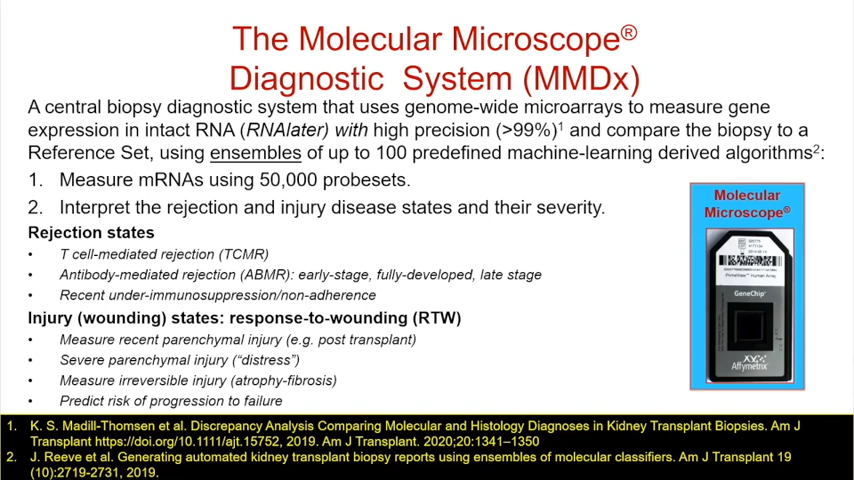 The Molecular Microscope®
Diagnostic System (MMDx)
A central biopsy diagnostic system that uses genome-wide microarrays to measure gene
expression in intact RNA (RNAlater) with high precision (>99%)1 and compare the biopsy to a
Reference Set, using ensembles of up to 100 predefined machine-learning derived algorithms2:
1. Measure mRNAs using 50,000 probesets.
2. Interpret the rejection and injury disease states and their severity.
Rejection states
• T cell-mediated rejection (TCMR)
• Antibody-mediated rejection (ABMR): early-stage, fully-developed, late stage
• Recent under-immunosuppression/non-adherence
Injury (wounding) states: response-to-wounding (RTW)
• Measure recent parenchymal injury (e.g. post transplant)
• Severe parenchymal injury (“distress”)
• Measure irreversible injury (atrophy-fibrosis)
• Predict risk of progression to failure
Molecular
Microscope®
GeneChip
Affymetrix
1. K. S. Madill-Thomsen et al. Discrepancy Analysis Comparing Molecular and Histology Diagnoses in Kidney Transplant Biopsies. Am J
Transplant https://doi.org/10.1111/ajt.15752, 2019. Am J Transplant. 2020;20:1341–1350
2. J. Reeve et al. Generating automated kidney transplant biopsy reports using ensembles of molecular classifiers. Am J Transplant 19
(10):2719-2731, 2019.